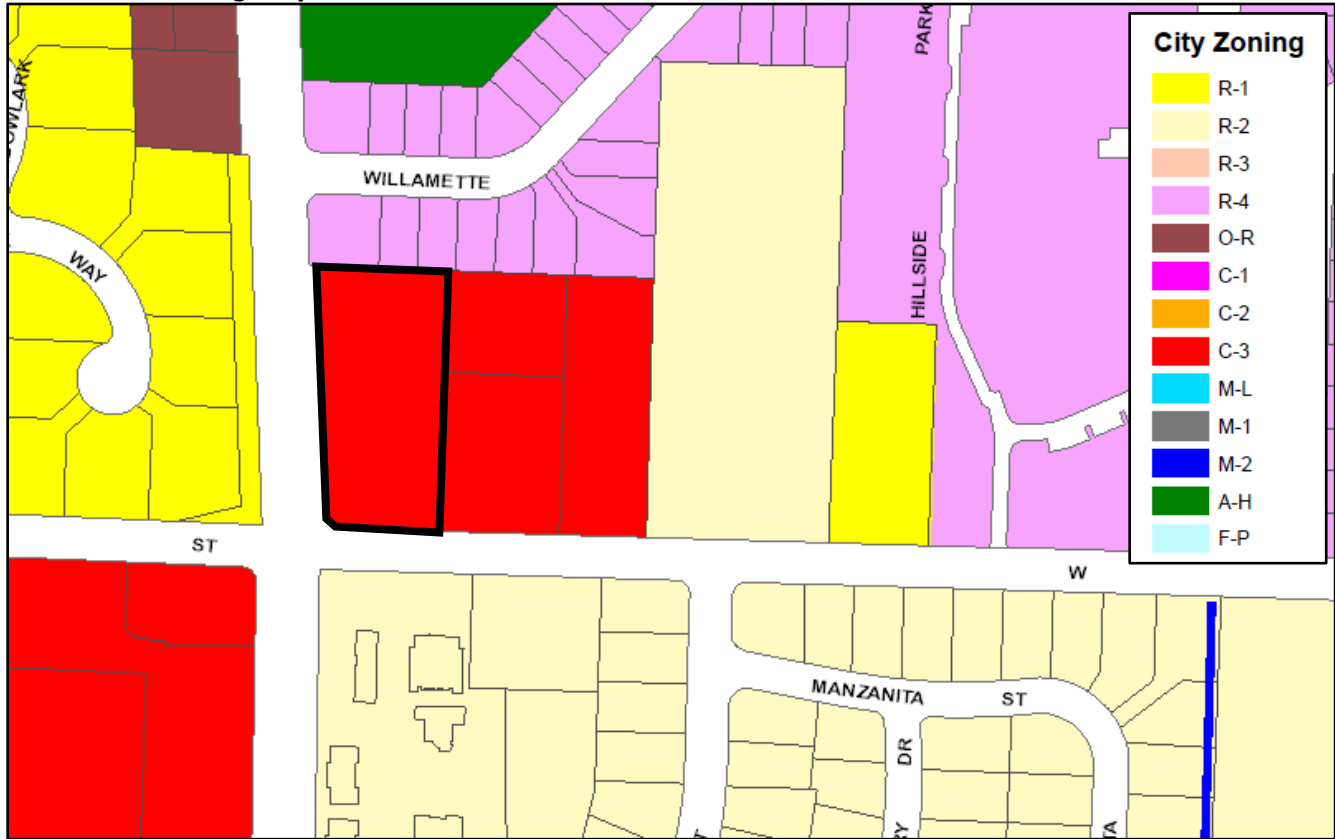 PARK
City Zoning
R-1
R-2
R-3
R-4
O-R
C-1
C-2
C-3
M-L
M-1
M-2
A-H
F-P
WILLAMETTE
WAY
HILLSIDE
ST
W
MANZANITA ST
DR